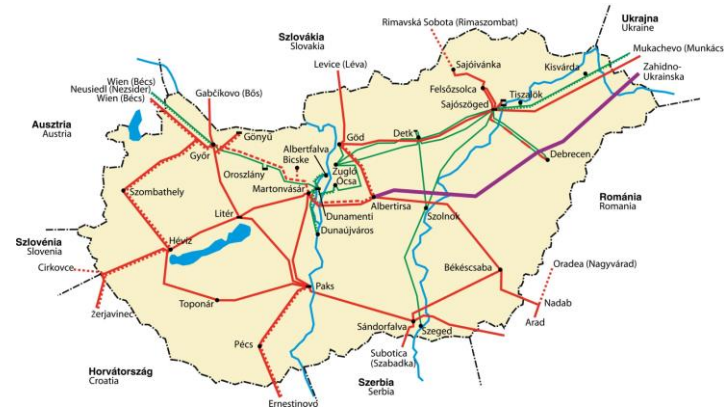 Szlovákia
Slovakia
Rimavská Sobota (Rimaszombat)
Ukrajna
Ukraine
Levice (Léva)
Sajóivánka
Kisvárda
Mukachevo (Munkács
Wien (Bécs)
Neusiedl (Nezsider)
Wien (Bécs)
Gabčíkovo (Bős)
Felsőzsolca
Tiszalök
Zahidno-
Ukrainska
Sajószöged
Ausztria
Austria
Gönyű
Győr
Albertfalva
Bicske
Göd
Detk
Zugló
Ócsa
Oroszlány
Martonvásár
Debrecen
Szombathely
Albertirsa
Románia
Romania
Litér
Dunamenti
Dunaújváros
Szolnok
Szlovénia
Slovenia
Hévíz
Cirkovce
Békéscsaba
Oradea (Nagyvárad)
Paks
Toponár
Žerjavinec
Nadab
Arad
Sándorfalva
Szeged
Pécs
Subotica
(Szabadka)
Horvátország
Croatia
Szerbia
Serbia
Ernestinovo